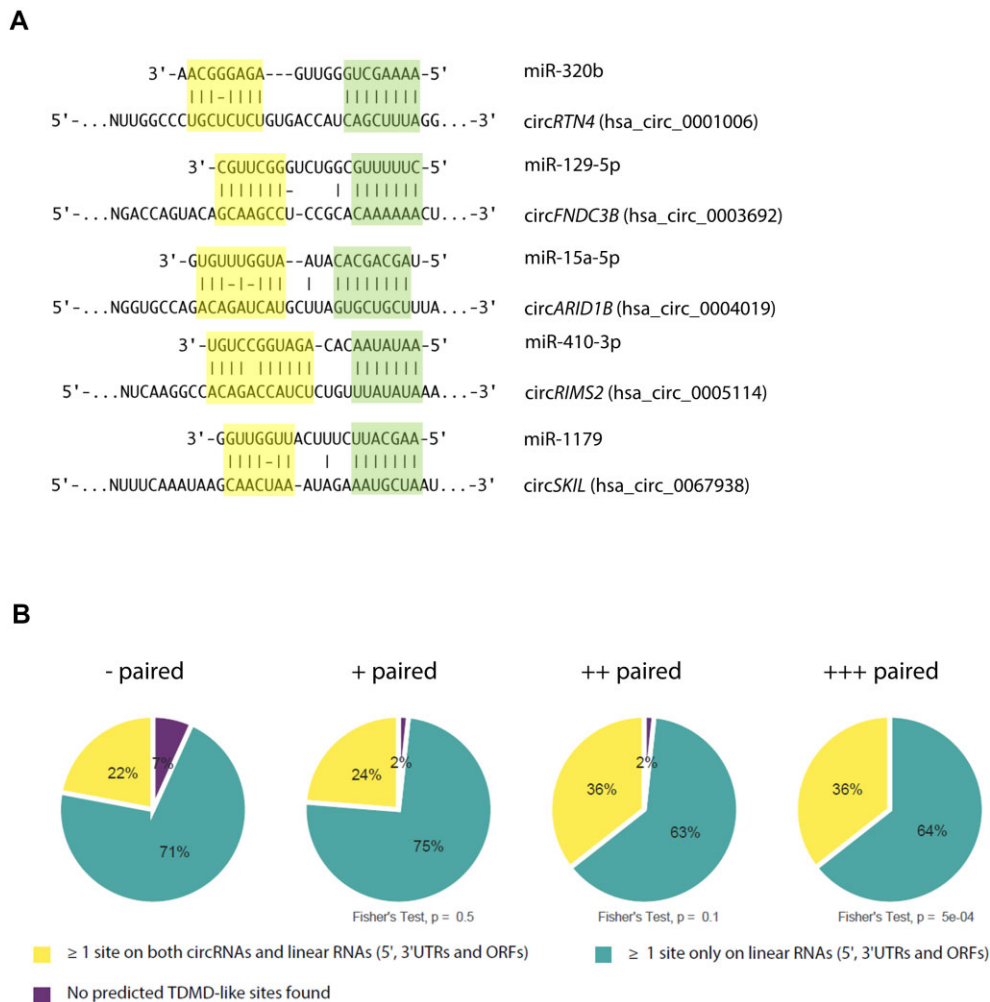 A
3'-AACGGGAGA---GUUGGGUCGAAAA-5' miR-320b
|||-|||| ||||||||
5'-...NUUGGCCCUGCUCUCUGUGACCAUCAGCUUUAGG...-3' circRTN4 (hsa_circ_0001006)
3'-CGUUCGGGUCUGGCGUUUUUC-5' miR-129-5p
|||||||- | |||||||
5'-...NGACCAGUACAGCAAGCCU-CCGCACAAAAAACU...-3' circFNDC3B (hsa_circ_0003692)
3'-GUGUUUGGUA--AUACACGACGAU-5' miR-15a-5p
|||-|-||| | ||||||||
5'-...NGGUGCCAGACAGAUCAUGCUUAGUGCUGCUUUA...-3' circARID1B (hsa_circ_0004019)
3'-UGUCCGGUAGA-CACAAUAUAA-5' miR-410-3p
|||| |||||| ||||||||
5'-...NUCAAGGCCACAGACCAUCUCUGUUUAUAUAAA...-3' circRIMS2 (hsa_circ_0005114)
3'-GGUUGGUUACUUUCUUACGAA-5' miR-1179
||||-|| | |||||||
5'-...NUUUCAAAUAAGCAACUAA-AUAGAAAUGCUAAU...-3' circSKIL (hsa_circ_0067938)
B
- paired + paired ++ paired +++ paired
22% 7% 71%
24% 2% 75%
36% 2% 63%
36% 64%
Fisher's Test, p = 0.5 Fisher's Test, p = 0.1 Fisher's Test, p = 5e-04
≥ 1 site on both circRNAs and linear RNAs (5', 3'UTRs and ORFs) ≥ 1 site only on linear RNAs (5', 3'UTRs and ORFs)
No predicted TDMD-like sites found